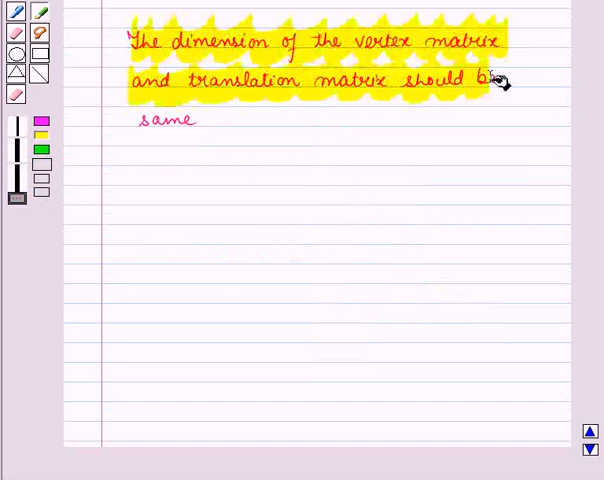 The dimension of the vertex matrix
and translation matrix should be
same